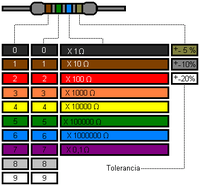 0 0 X 1 Ω +-5 %
1 1 X 10 Ω +-10%
2 2 X 100 Ω +-20%
3 3 X 1000 Ω
4 4 X 10000 Ω
5 5 X 100000 Ω
6 6 X 1000000 Ω
7 7 X 0,1 Ω
8 8
9 9
Tolerancia